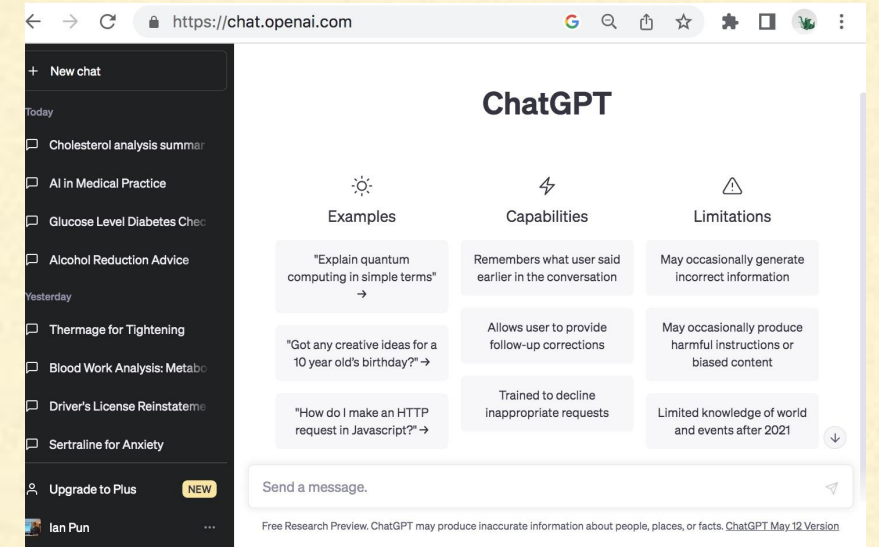 https://chat.openai.com
+ New chat
Today
Cholesterol analysis summar
AI in Medical Practice
Glucose Level Diabetes Chec
Alcohol Reduction Advice
Yesterday
Thermage for Tightening
Blood Work Analysis: Metabo
Driver's License Reinstateme
Sertraline for Anxiety
Upgrade to Plus NEW
Ian Pun
ChatGPT
Examples
"Explain quantum
computing in simple terms"
→
"Got any creative ideas for a
10 year old's birthday?" →
"How do I make an HTTP
request in Javascript?" →
Capabilities
Remembers what user said
earlier in the conversation
Allows user to provide
follow-up corrections
Trained to decline
inappropriate requests
Limitations
May occasionally generate
incorrect information
May occasionally produce
harmful instructions or
biased content
Limited knowledge of world
and events after 2021
Send a message.
Free Research Preview. ChatGPT may produce inaccurate information about people, places, or facts. ChatGPT May 12 Version